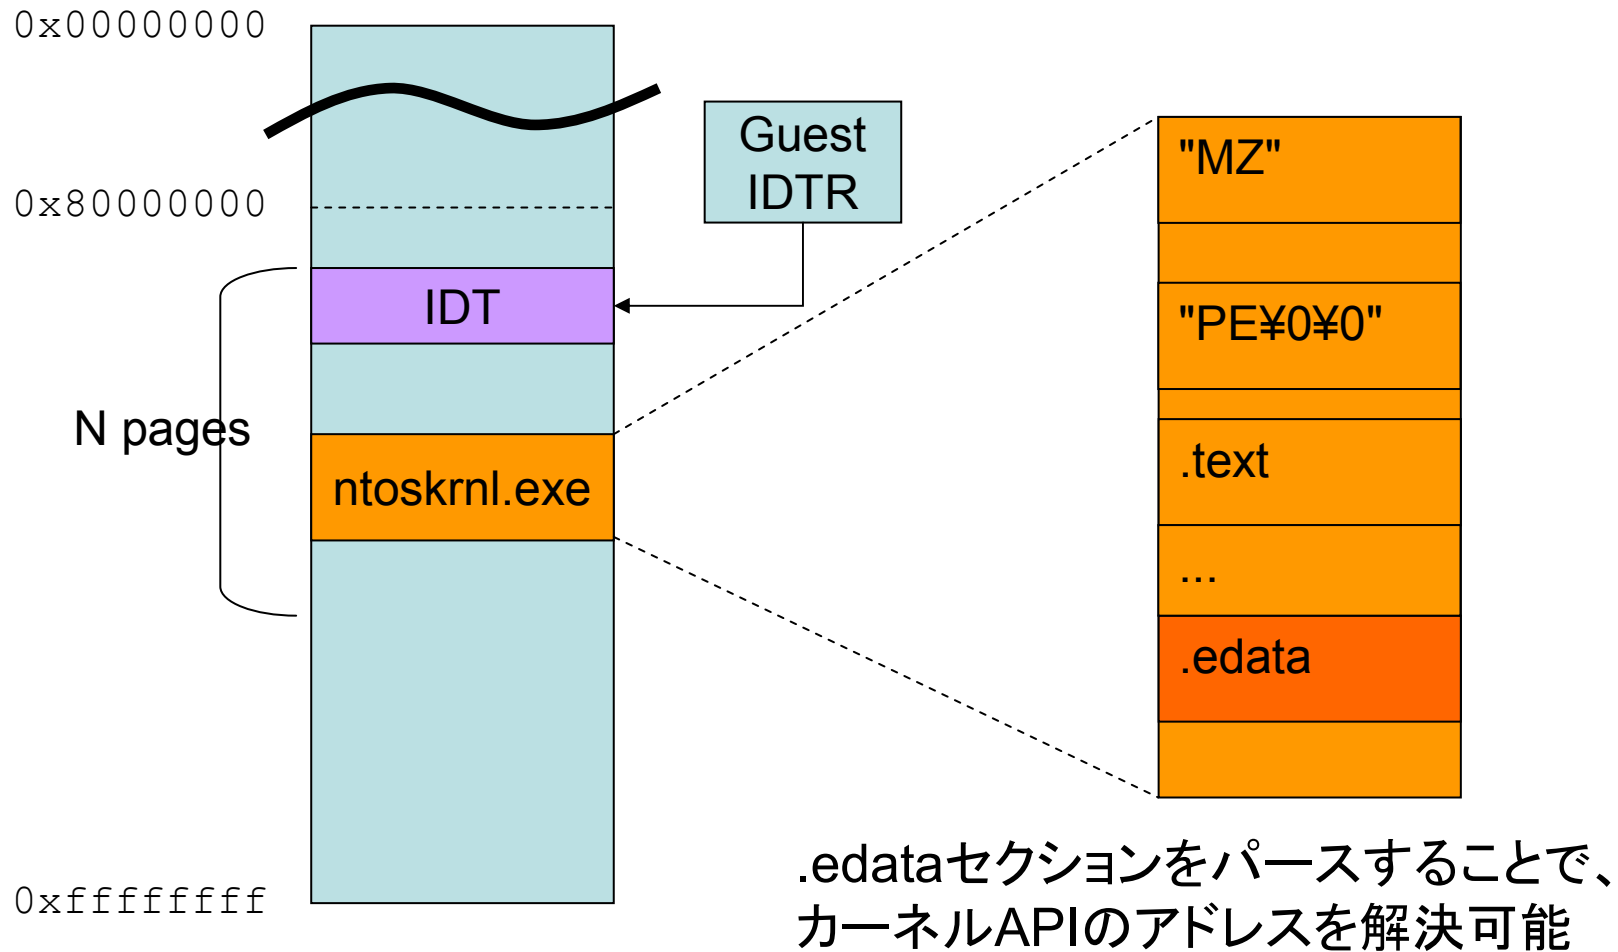 0x00000000
0x80000000
Guest
IDTR
IDT
N pages
ntoskrnl.exe
0xffffffff
"MZ"
"PE¥0¥0"
.text
...
.edata
.edataセクションをパースすることで、
カーネルAPIのアドレスを解決可能